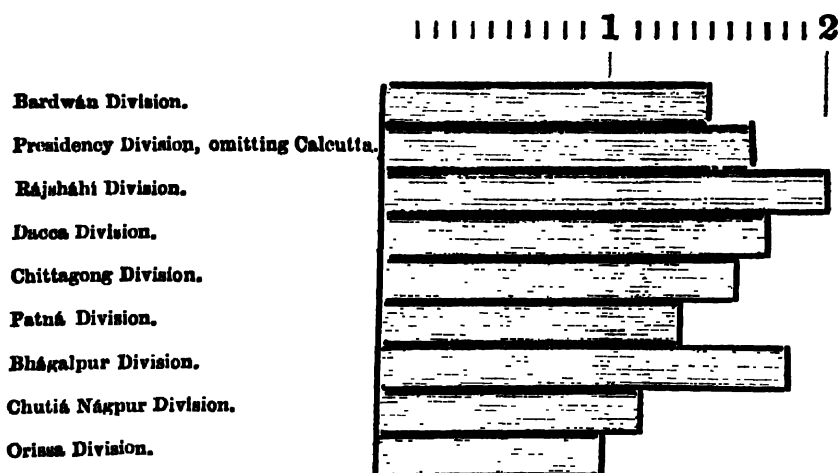 1 2
Bardwán Division.
Presidency Division, omitting Calcutta.
Rájsháhí Division.
Dacca Division.
Chittagong Division.
Patná Division.
Bhágalpur Division.
Chutiá Nágpur Division.
Orissa Division.